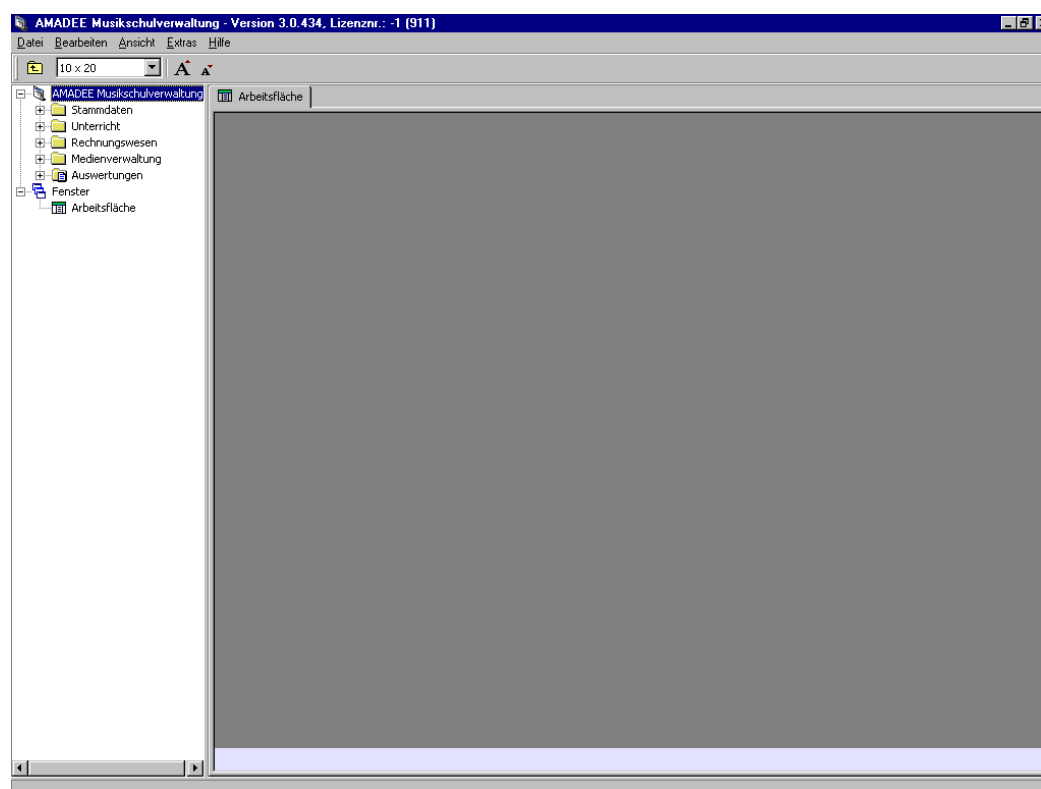 AMADEE Musikschulverwaltung - Version 3.0.434, Lizenznr.: -1 (911)
Datei Bearbeiten Ansicht Extras Hilfe
10 x 20 A A
AMADEE Musikschulverwaltung
Arbeitsfläche
Stammdaten
Unterricht
Rechnungswesen
Medienverwaltung
Auswertungen
Fenster
Arbeitsfläche